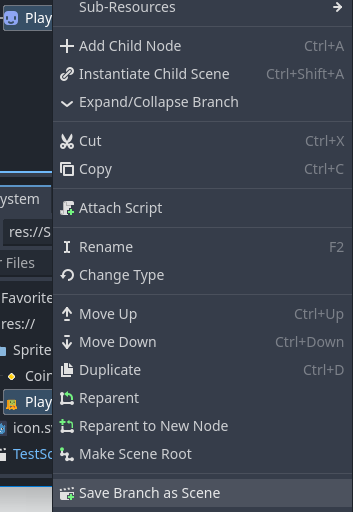 Sub-Resources
Play
Add Child Node Ctrl+A
Instantiate Child Scene Ctrl+Shift+A
Expand/Collapse Branch
Cut Ctrl+X
Copy Ctrl+C
ystem
Attach Script
res://S
Rename F2
r Files
Change Type
Favorite
Move Up Ctrl+Up
res://
Move Down Ctrl+Down
Sprite
Duplicate Ctrl+D
Coin
Reparent
Play
Reparent to New Node
icon.sv
Make Scene Root
TestSc
Save Branch as Scene